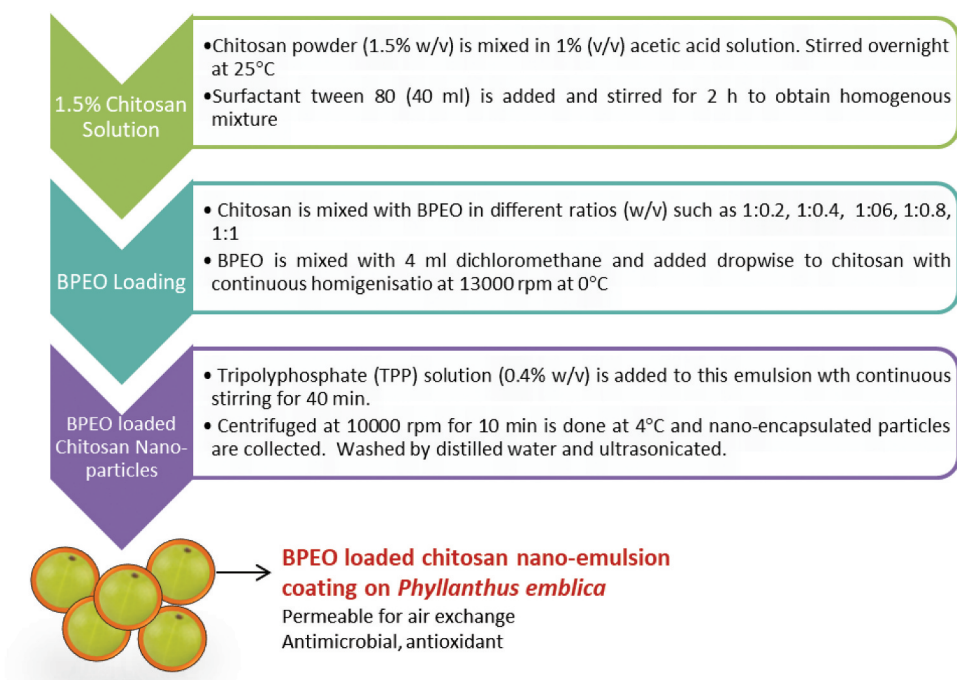 1.5% Chitosan
Solution
•Chitosan powder (1.5% w/v) is mixed in 1% (v/v) acetic acid solution. Stirred overnight
at 25°C
•Surfactant tween 80 (40 ml) is added and stirred for 2 h to obtain homogenous
mixture
BPEO Loading
• Chitosan is mixed with BPEO in different ratios (w/v) such as 1:0.2, 1:0.4, 1:06, 1:0.8,
1:1
• BPEO is mixed with 4 ml dichloromethane and added dropwise to chitosan with
continuous homigenisatio at 13000 rpm at 0°C
BPEO loaded
Chitosan Nano-
particles
• Tripolyphosphate (TPP) solution (0.4% w/v) is added to this emulsion wth continuous
stirring for 40 min.
• Centrifuged at 10000 rpm for 10 min is done at 4°C and nano-encapsulated particles
are collected. Washed by distilled water and ultrasonicated.
BPEO loaded chitosan nano-emulsion
coating on Phyllanthus emblica
Permeable for air exchange
Antimicrobial, antioxidant